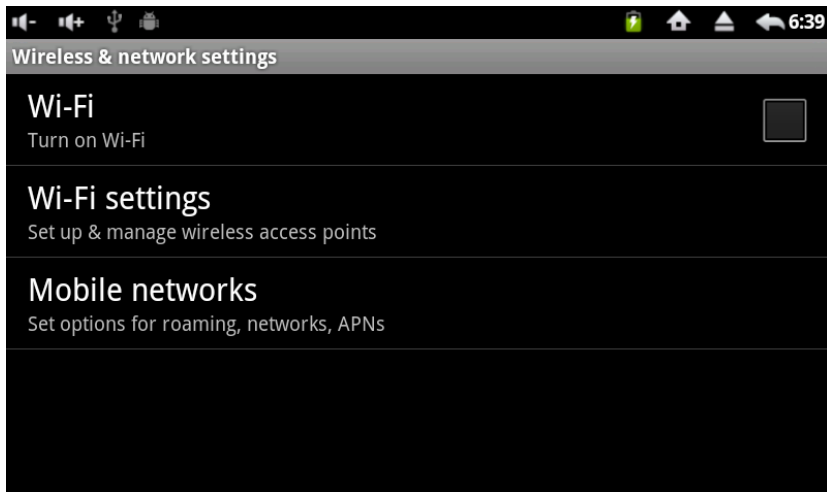 6:39
Wireless & network settings
Wi-Fi
Turn on Wi-Fi
Wi-Fi settings
Set up & manage wireless access points
Mobile networks
Set options for roaming, networks, APNs